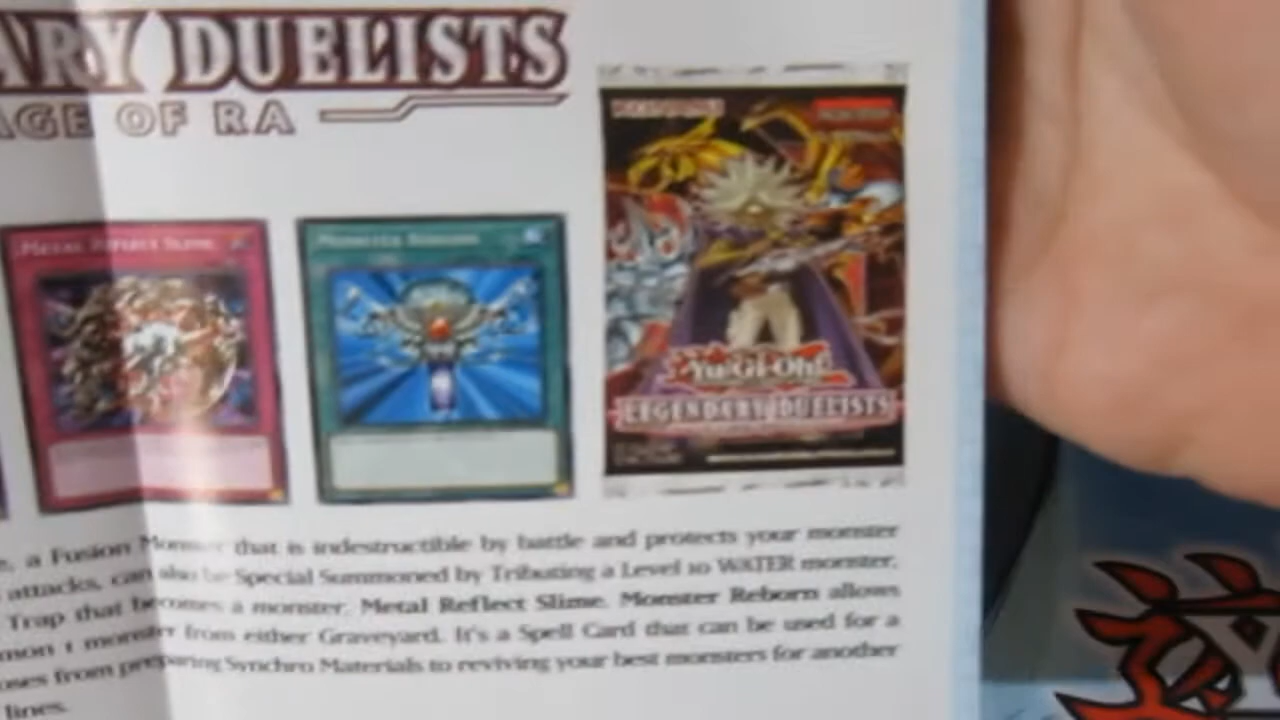 ARY DUELISTS
AGE OF RA
METAL REFLECT SLIME
MONSTER REBORN
Yu-Gi-Oh!
LEGENDARY DUELISTS
e, a Fusion Monster that is indestructible by battle and protects your monster
attacks, can also be Special Summoned by Tributing a Level 10 WATER monster,
Trap that becomes a monster, Metal Reflect Slime. Monster Reborn allows
mon 1 monster from either Graveyard. It's a Spell Card that can be used for a
oses from preparing Synchro Materials to reviving your best monsters for another
lines.